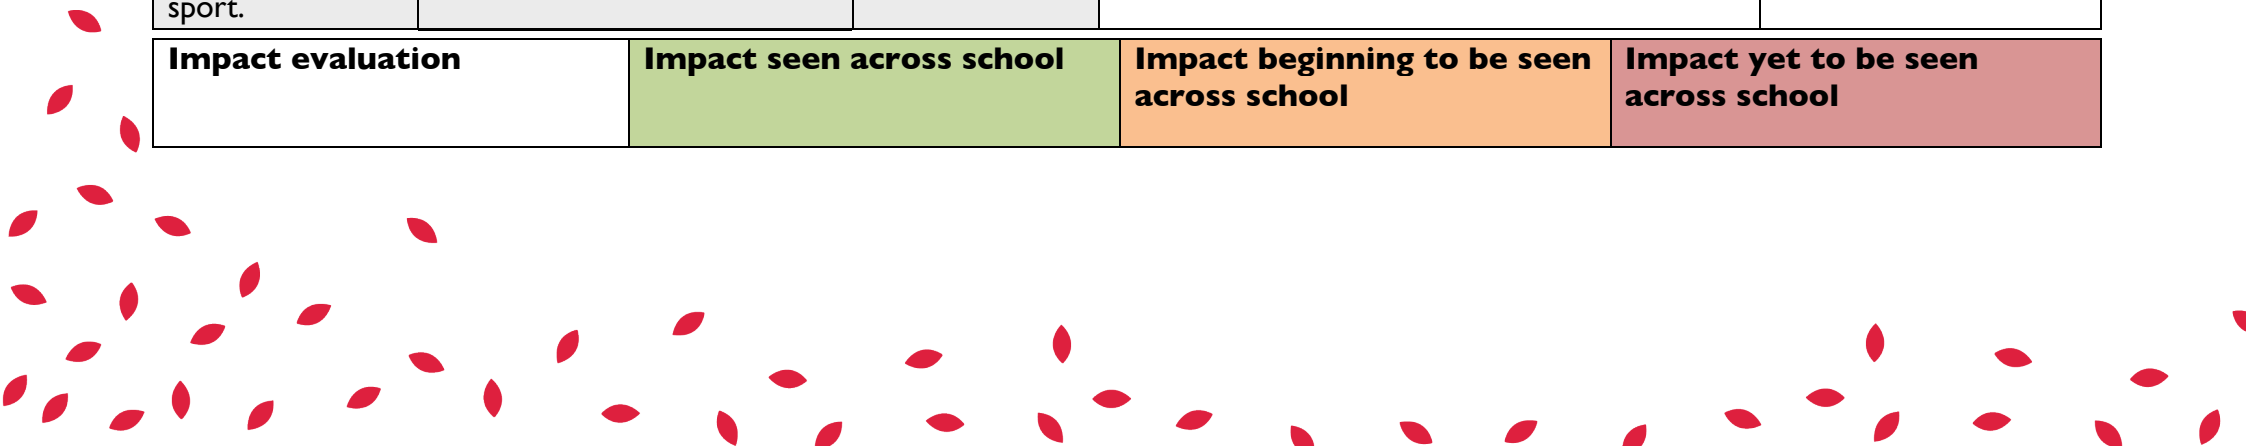 sport.
Impact evaluation
Impact seen across school
Impact beginning to be seen
across school
Impact yet to be seen
across school